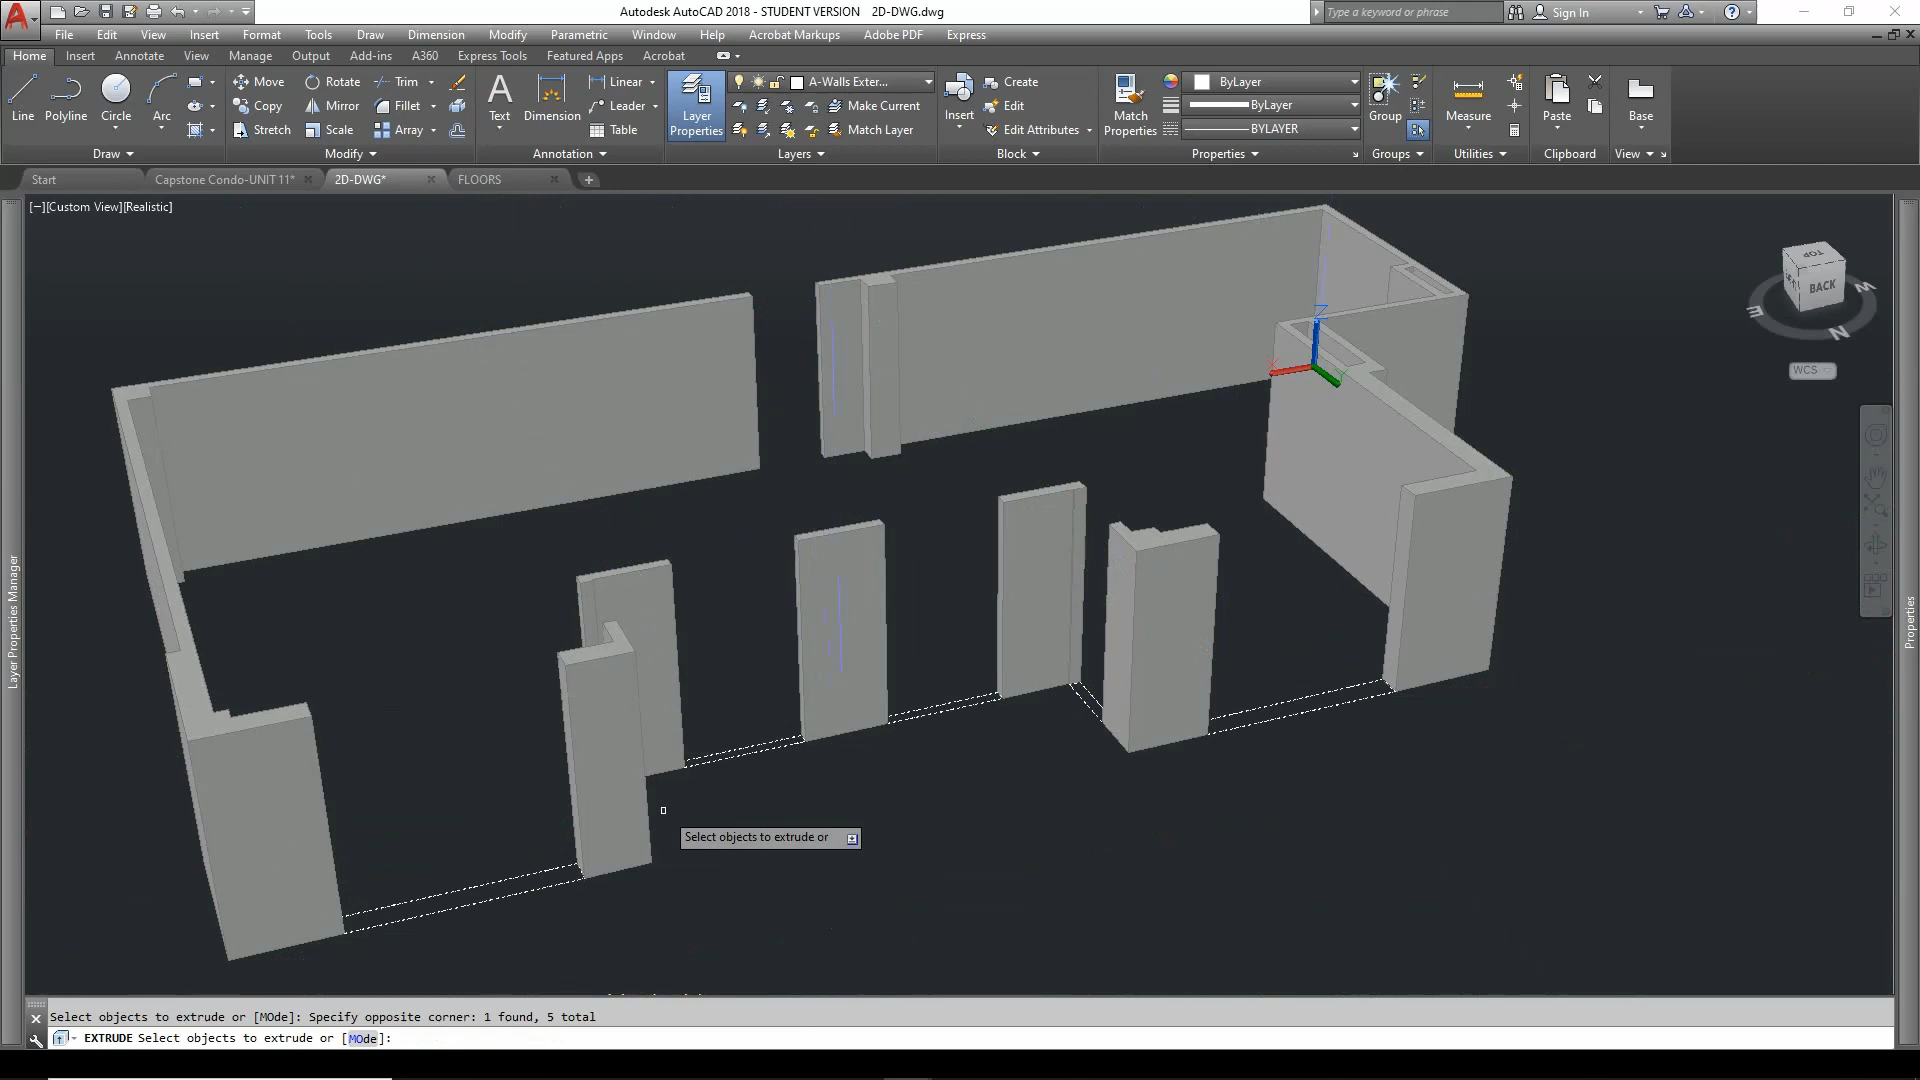 Autodesk AutoCAD 2018 - STUDENT VERSION 2D-DWG.dwg
Type a keyword or phrase
Sign In
File Edit View Insert Format Tools Draw Dimension Modify Parametric Window Help Acrobat Markups Adobe PDF Express
Home Insert Annotate View Manage Output Add-ins A360 Express Tools Featured Apps Acrobat
Move Rotate Trim Linear A-Walls Exter... Create ByLayer
Copy Mirror Fillet Leader Make Current Edit ByLayer
Line Polyline Circle Arc Text Dimension Layer Properties Insert Match Properties Group Measure Paste Base
Stretch Scale Array Table Match Layer Edit Attributes BYLAYER
Draw Modify Annotation Layers Block Properties Groups Utilities Clipboard View
Start Capstone Condo-UNIT 11* 2D-DWG* FLOORS
[−][Custom View][Realistic]
TOP
BACK
W
E
N
WCS
Z
X
Y
Layer Properties Manager
Properties
Select objects to extrude or
Select objects to extrude or [MOde]: Specify opposite corner: 1 found, 5 total
EXTRUDE Select objects to extrude or [MOde]: